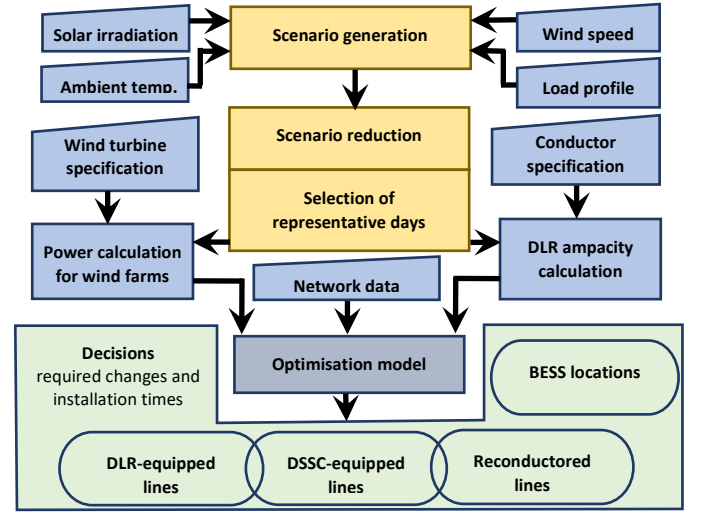 Solar irradiation
Scenario generation
Wind speed
Ambient temp.
Load profile
Wind turbine
specification
Scenario reduction
Conductor
specification
Selection of
representative days
Power calculation
for wind farms
DLR ampacity
calculation
Network data
Decisions
required changes and
installation times
Optimisation model
BESS locations
DLR-equipped
lines
DSSC-equipped
lines
Reconductored
lines